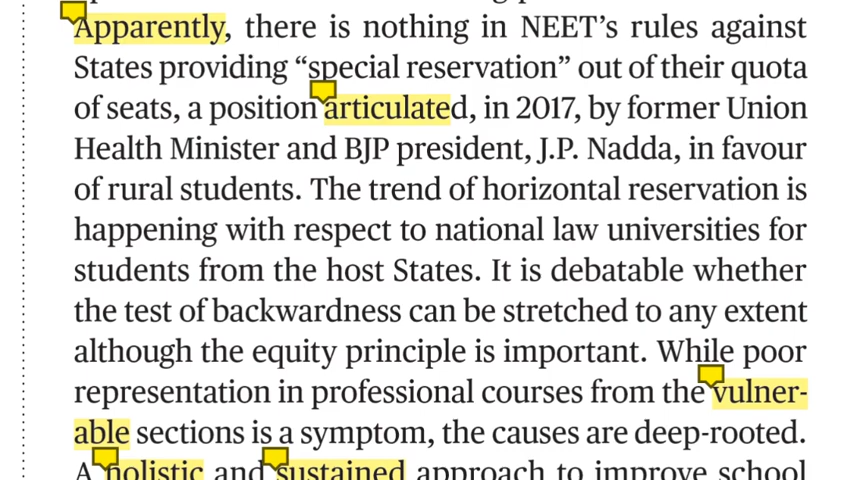 Apparently, there is nothing in NEET’s rules against
States providing “special reservation” out of their quota
of seats, a position articulated, in 2017, by former Union
Health Minister and BJP president, J.P. Nadda, in favour
of rural students. The trend of horizontal reservation is
happening with respect to national law universities for
students from the host States. It is debatable whether
the test of backwardness can be stretched to any extent
although the equity principle is important. While poor
representation in professional courses from the vulner-
able sections is a symptom, the causes are deep-rooted.
A holistic and sustained approach to improve school